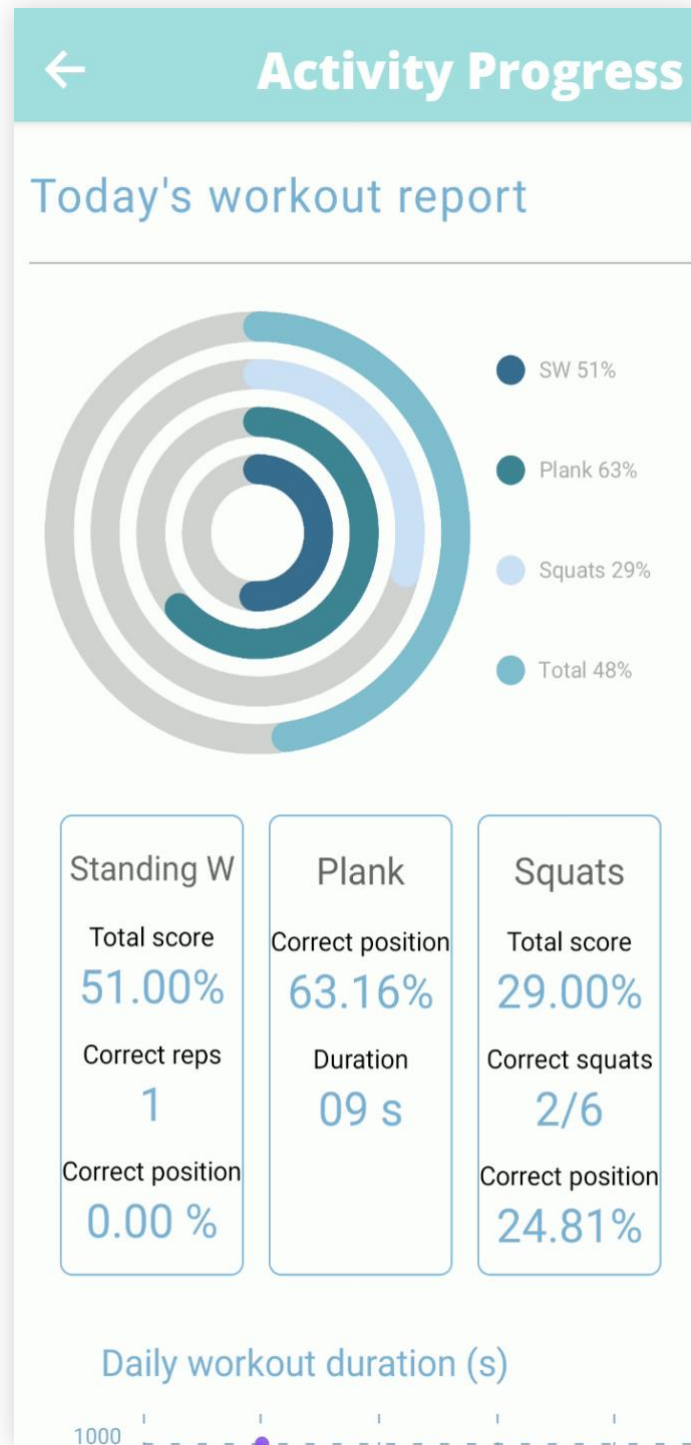 Activity Progress
Today's workout report
SW 51%
Plank 63%
Squats 29%
Total 48%
Standing W
Total score
51.00%
Correct reps
1
Correct position
0.00 %
Plank
Correct position
63.16%
Duration
09 s
Squats
Total score
29.00%
Correct squats
2/6
Correct position
24.81%
Daily workout duration (s)
1000